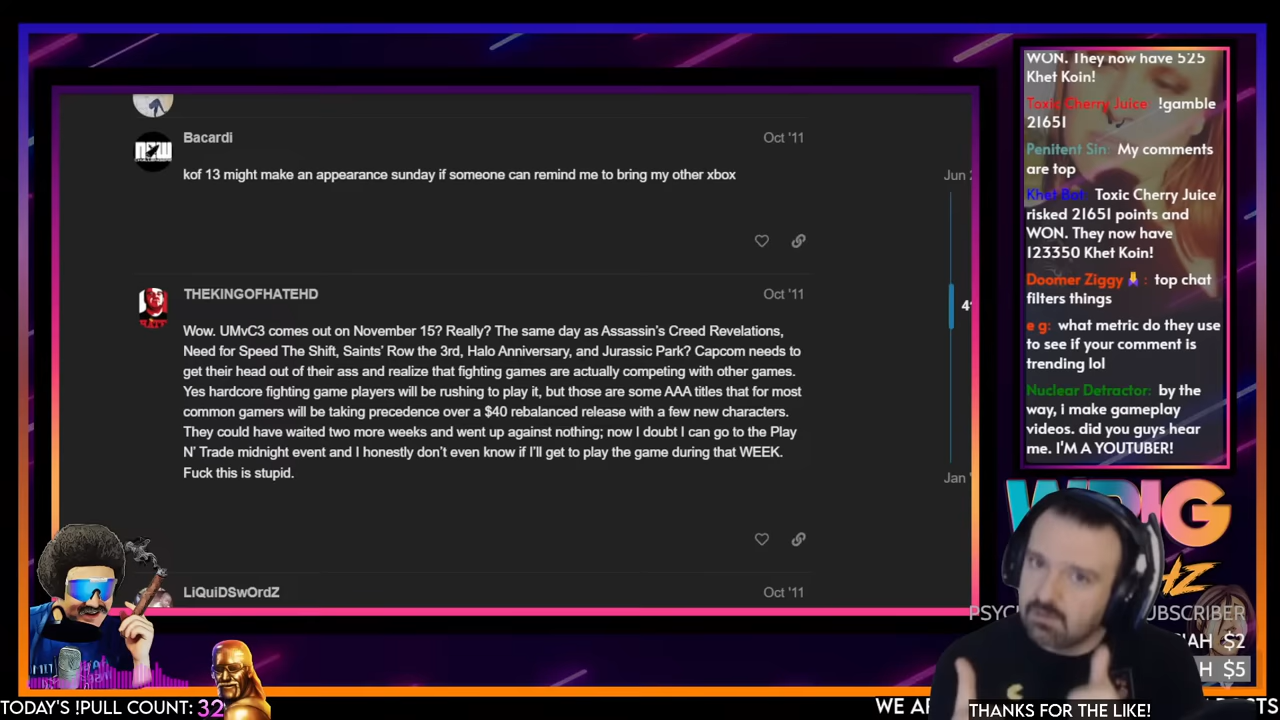 Bacardi
Oct '11
kof 13 might make an appearance sunday if someone can remind me to bring my other xbox
THEKINGOFHATEHD
Oct '11
Wow. UMvC3 comes out on November 15? Really? The same day as Assassin's Creed Revelations,
Need for Speed The Shift, Saints' Row the 3rd, Halo Anniversary, and Jurassic Park? Capcom needs to
get their head out of their ass and realize that fighting games are actually competing with other games.
Yes hardcore fighting game players will be rushing to play it, but those are some AAA titles that for most
common gamers will be taking precedence over a $40 rebalanced release with a few new characters.
They could have waited two more weeks and went up against nothing; now I doubt I can go to the Play
N' Trade midnight event and I honestly don't even know if I'll get to play the game during that WEEK.
Fuck this is stupid.
LiQuiDSwOrdZ
Oct '11
Jun
Jan '
WON. They now have 525
Khet Koin!
Toxic Cherry Juice: !gamble
21651
Penitent Sin: My comments
are top
Khet Bot: Toxic Cherry Juice
risked 21651 points and
WON. They now have
123350 Khet Koin!
Doomer Ziggy : top chat
filters things
e g: what metric do they use
to see if your comment is
trending lol
Nuclear Detractor: by the
way, i make gameplay
videos. did you guys hear
me. I'M A YOUTUBER!
PSYC
UBSCRIBER
AH $2
H $5
TODAY'S !PULL COUNT: 32
WE A
OSTS
THANKS FOR THE LIKE!